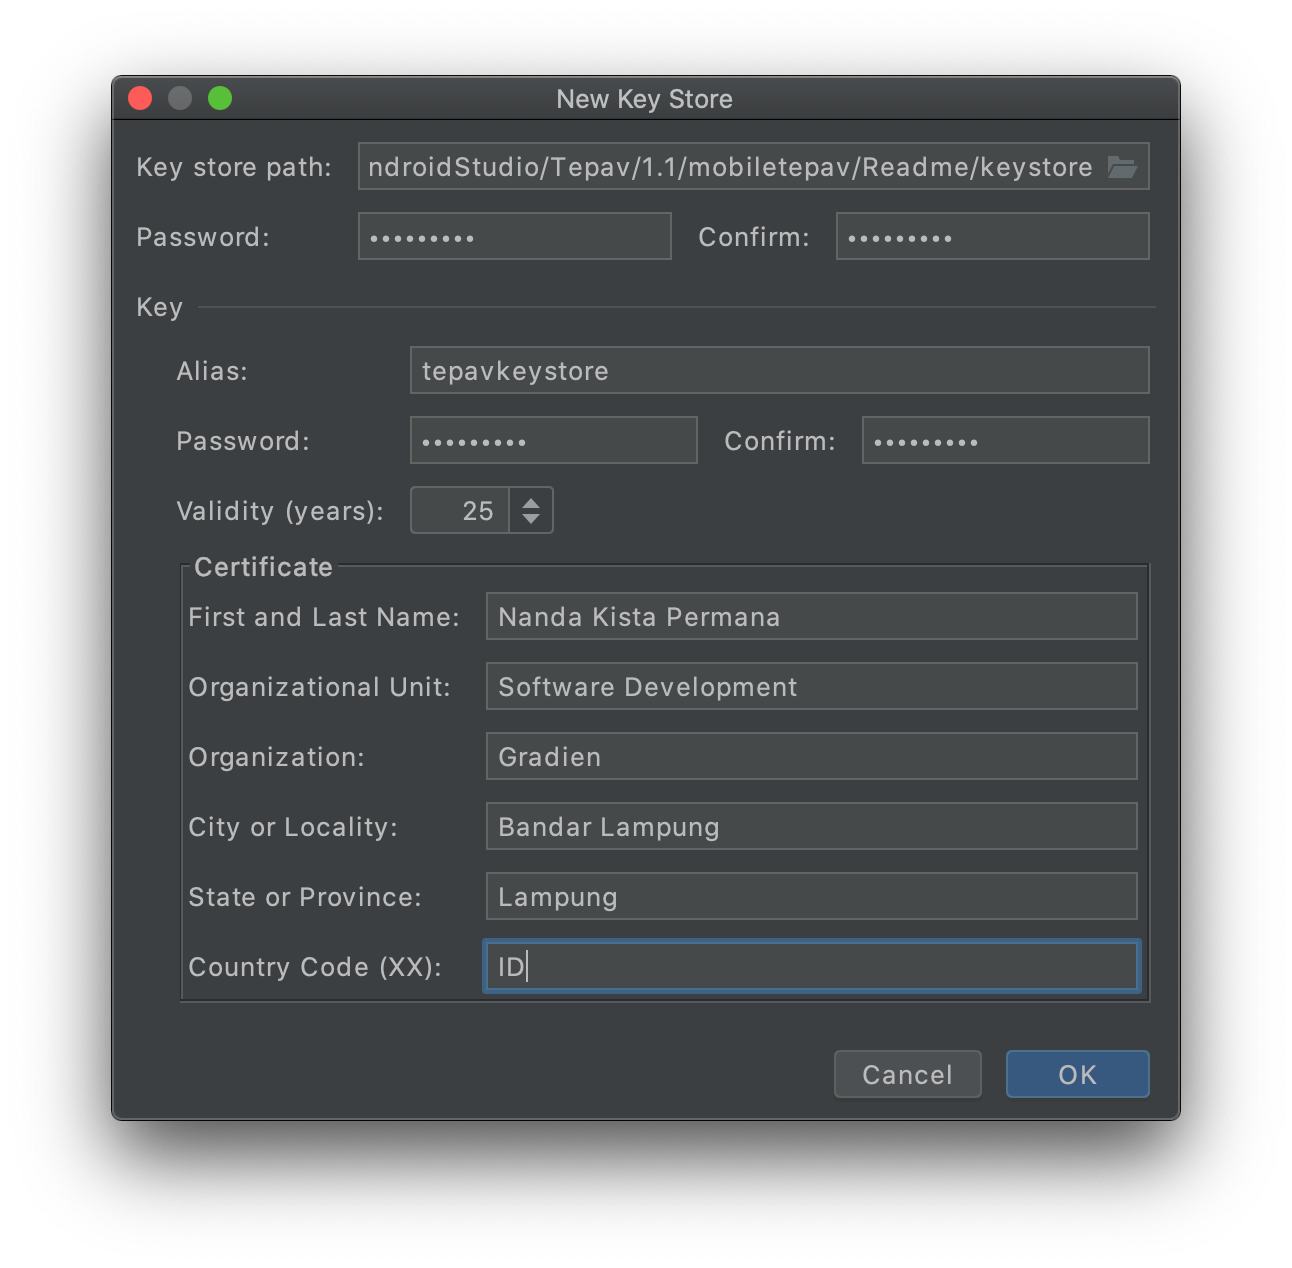 New Key Store
Key store path: ndroidStudio/Tepav/1.1/mobiletepav/Readme/keystore
Password: ••••••••• Confirm: •••••••••
Key
Alias: tepavkeystore
Password: ••••••••• Confirm: •••••••••
Validity (years): 25
Certificate
First and Last Name: Nanda Kista Permana
Organizational Unit: Software Development
Organization: Gradien
City or Locality: Bandar Lampung
State or Province: Lampung
Country Code (XX): ID
Cancel OK